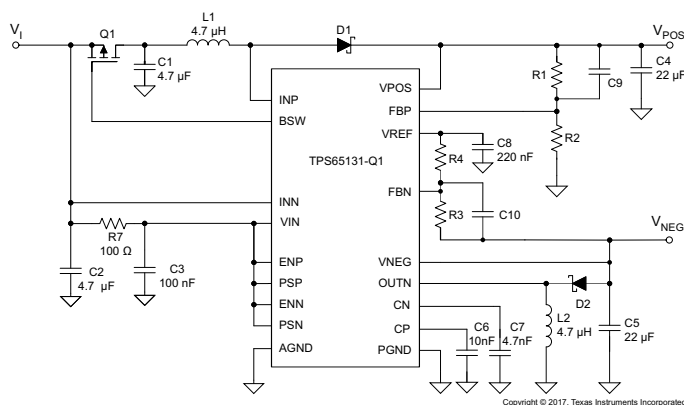 V_I
Q1
L1
4.7 µH
D1
V_POS
C1
4.7 µF
C4
22 µF
R1
C9
R2
INP
BSW
INN
VIN
ENP
PSP
ENN
PSN
AGND
TPS65131-Q1
VPOS
FBP
VREF
FBN
VNEG
OUTN
CN
CP
PGND
R4
C8
220 nF
R3
C10
V_NEG
R7
100 Ω
C2
4.7 µF
C3
100 nF
C6
10nF
C7
4.7nF
L2
4.7 µH
D2
C5
22 µF
Copyright © 2017, Texas Instruments Incorporated